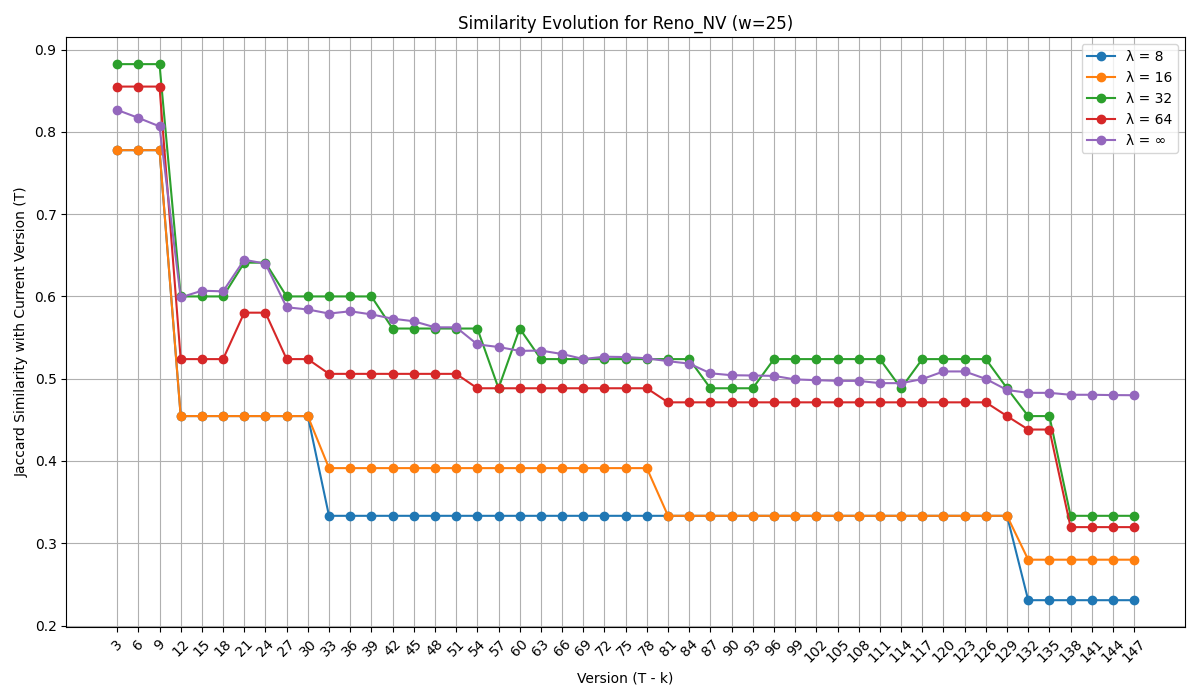 Similarity Evolution for Reno_NV (w=25)
Jaccard Similarity with Current Version (T)
0.9
0.8
0.7
0.6
0.5
0.4
0.3
0.2
λ = 8
λ = 16
λ = 32
λ = 64
λ = ∞
3 6 9 12 15 18 21 24 27 30 33 36 39 42 45 48 51 54 57 60 63 66 69 72 75 78 81 84 87 90 93 96 99 102 105 108 111 114 117 120 123 126 129 132 135 138 141 144 147
Version (T - k)